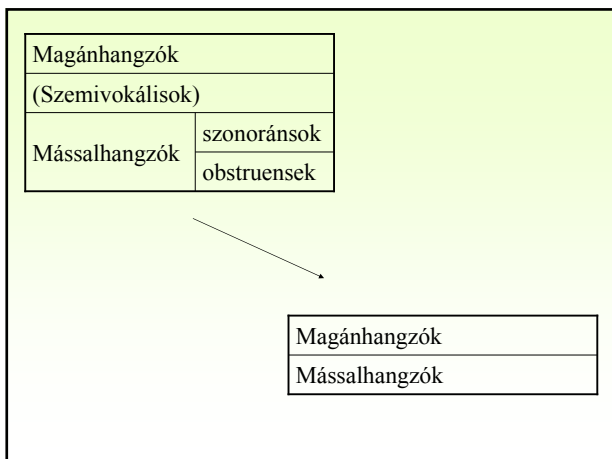 Magánhangzók
(Szemivokálisok)
Mássalhangzók
szonoránsok
obstruensek
Magánhangzók
Mássalhangzók